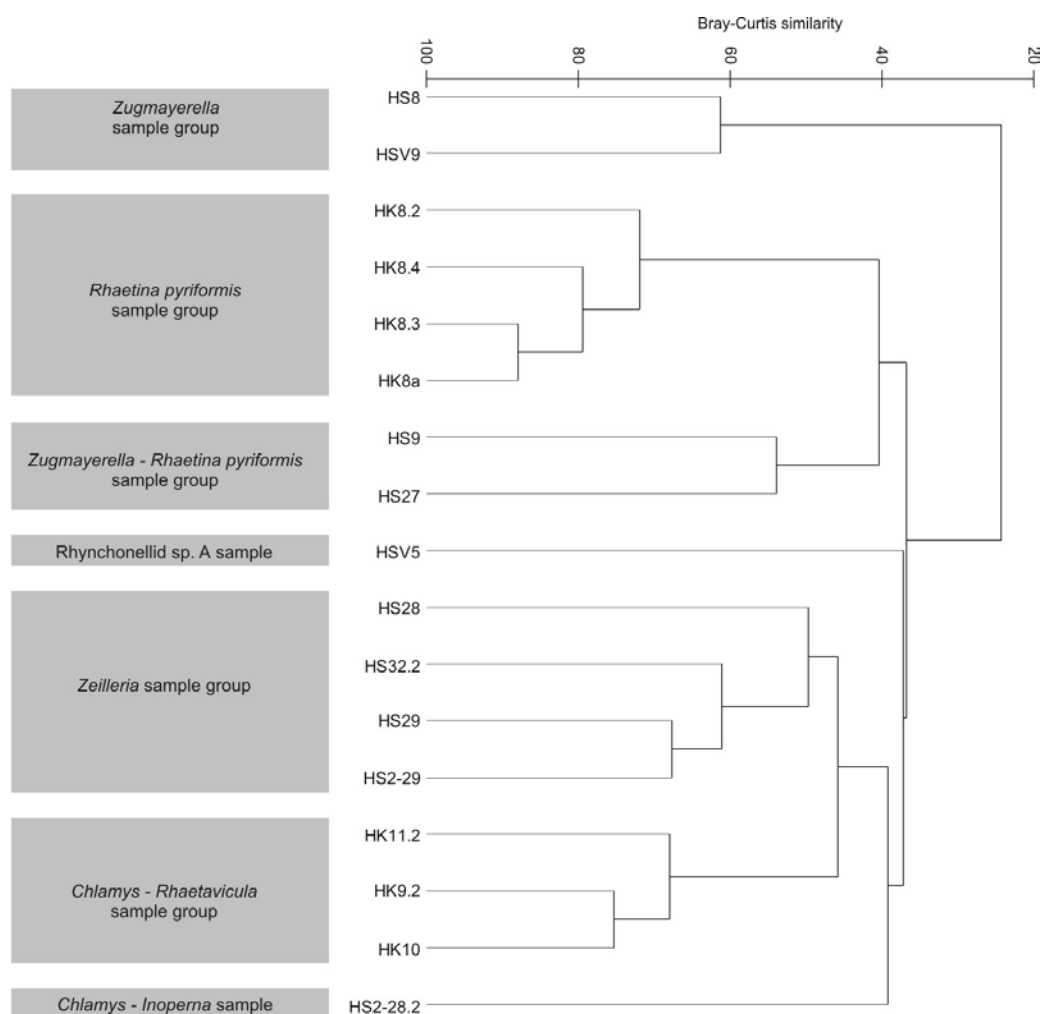 Bray-Curtis similarity
100
80
60
40
20
Zugmayerella
sample group
HS8
HSV9
Rhaetina pyriformis
sample group
HK8.2
HK8.4
HK8.3
HK8a
Zugmayerella - Rhaetina pyriformis
sample group
HS9
HS27
Rhynchonellid sp. A sample
HSV5
Zeilleria sample group
HS28
HS32.2
HS29
HS2-29
Chlamys - Rhaetavicula
sample group
HK11.2
HK9.2
HK10
Chlamys - Inoperna sample
HS2-28.2